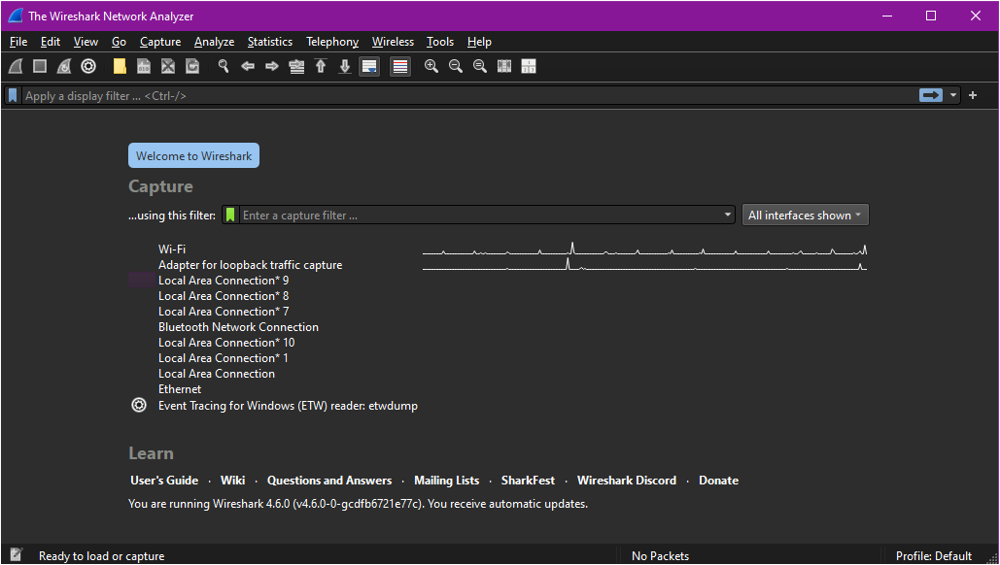 The Wireshark Network Analyzer
File Edit View Go Capture Analyze Statistics Telephony Wireless Tools Help
Apply a display filter ... <Ctrl-/>
Welcome to Wireshark
Capture
...using this filter: Enter a capture filter ... All interfaces shown
Wi-Fi
Adapter for loopback traffic capture
Local Area Connection* 9
Local Area Connection* 8
Local Area Connection* 7
Bluetooth Network Connection
Local Area Connection* 10
Local Area Connection* 1
Local Area Connection
Ethernet
Event Tracing for Windows (ETW) reader: etwdump
Learn
User's Guide · Wiki · Questions and Answers · Mailing Lists · SharkFest · Wireshark Discord · Donate
You are running Wireshark 4.6.0 (v4.6.0-0-gcdfb6721e77c). You receive automatic updates.
Ready to load or capture No Packets Profile: Default